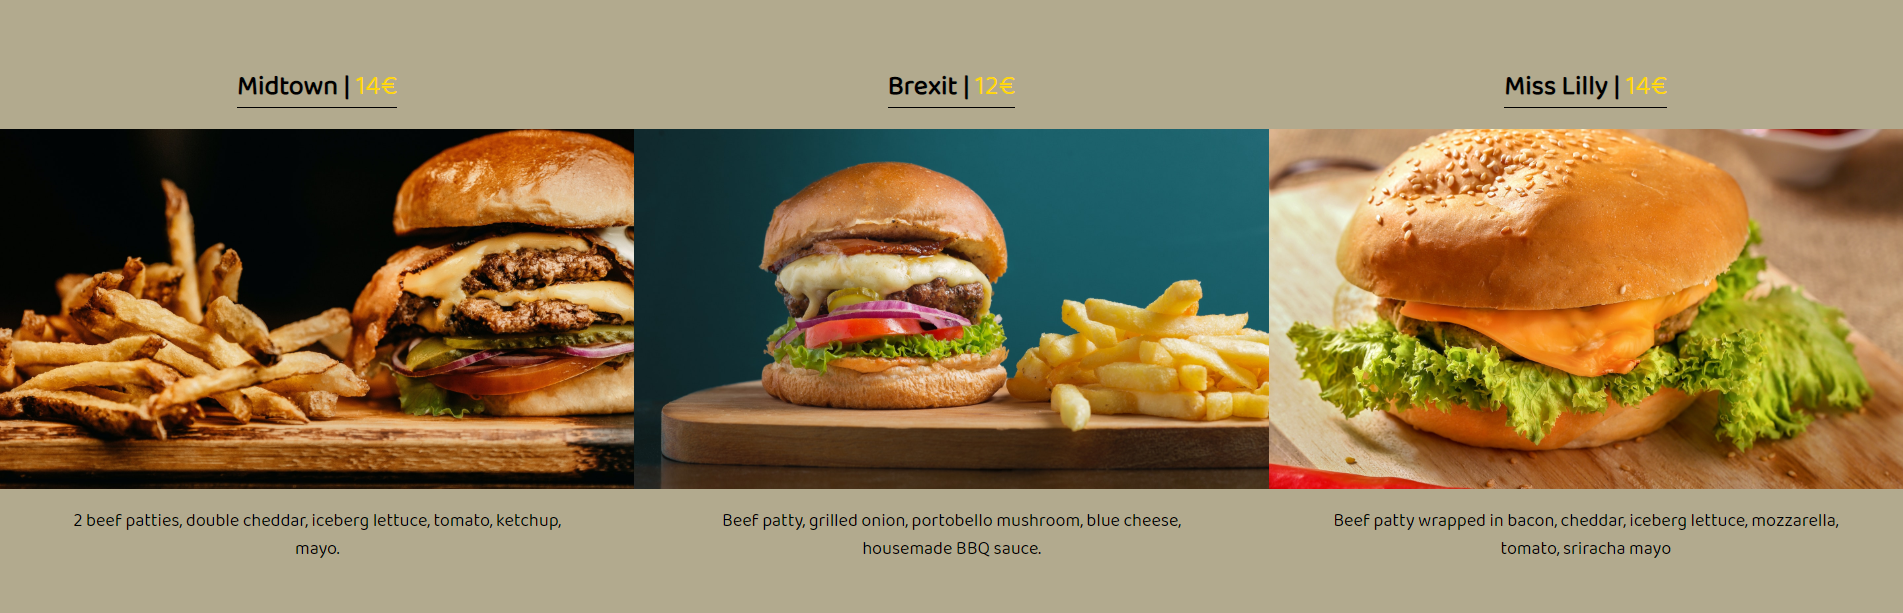 Midtown | 14€
Brexit | 12€
Miss Lilly | 14€
2 beef patties, double cheddar, iceberg lettuce, tomato, ketchup,
mayo.
Beef patty, grilled onion, portobello mushroom, blue cheese,
housemade BBQ sauce.
Beef patty wrapped in bacon, cheddar, iceberg lettuce, mozzarella,
tomato, sriracha mayo